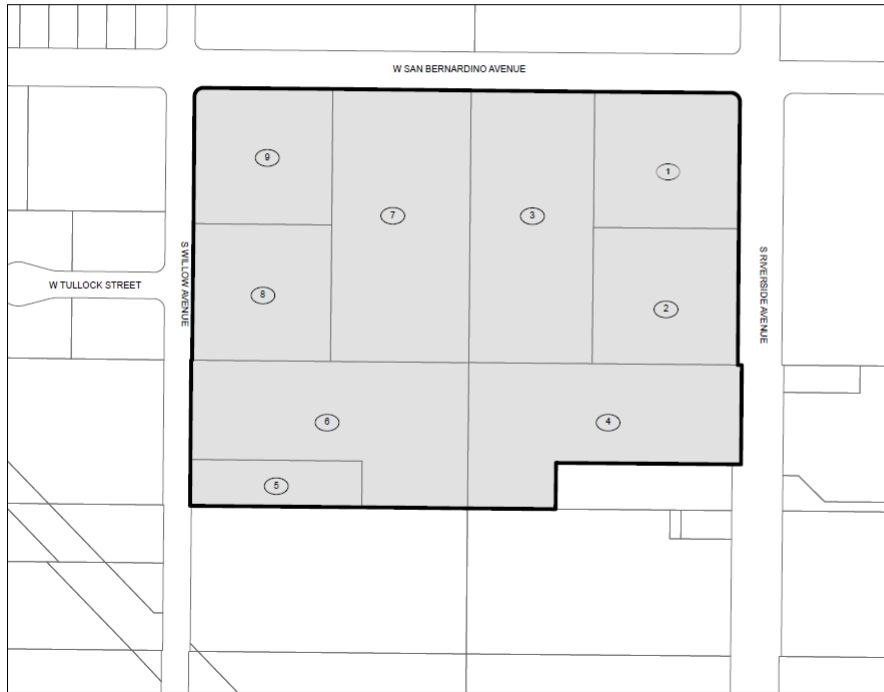 W SAN BERNARDINO AVENUE
9
1
7
3
S WILLOW AVENUE
S RIVERSIDE AVENUE
W TULLOCK STREET
8
2
6
4
5